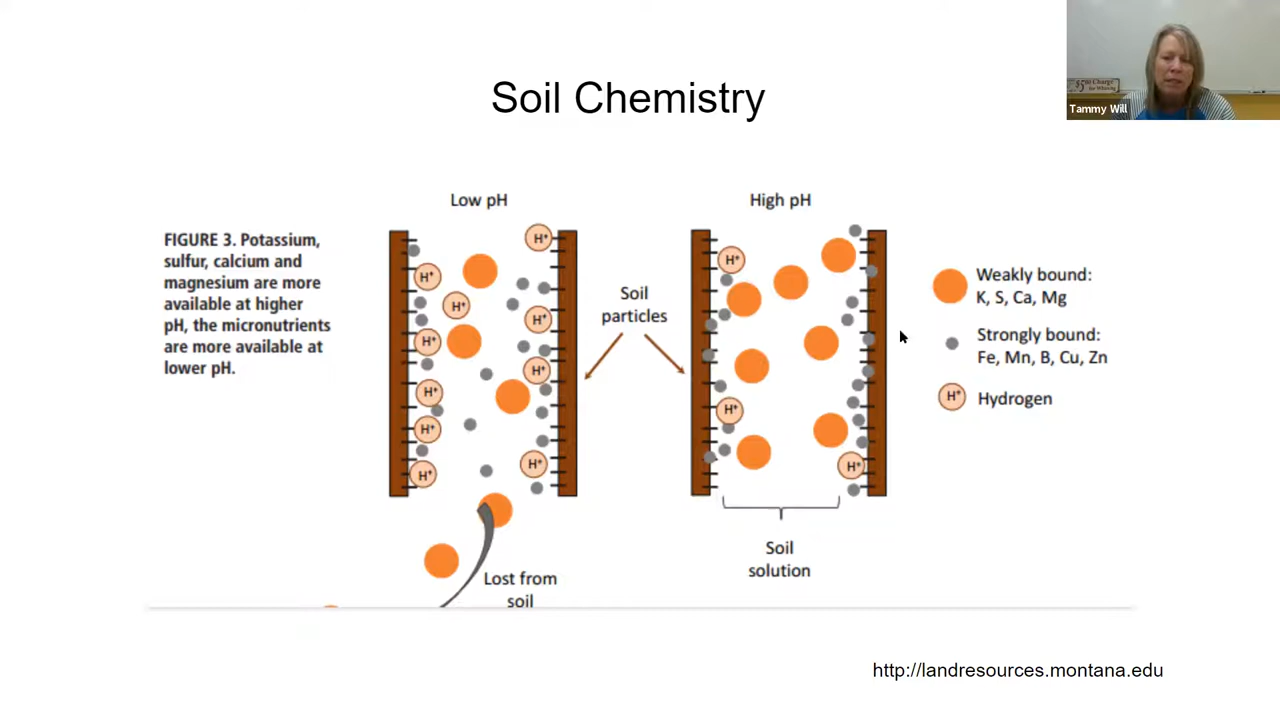 Soil Chemistry
Tammy Will
Low pH
High pH
FIGURE 3. Potassium,
sulfur, calcium and
magnesium are more
available at higher
pH, the micronutrients
are more available at
lower pH.
H+
H+
H+
H+
H+
H+
H+
H+
H+
H+
Soil
particles
H+
H+
H+
Weakly bound:
K, S, Ca, Mg
Strongly bound:
Fe, Mn, B, Cu, Zn
H+
Hydrogen
Lost from
soil
Soil
solution
http://landresources.montana.edu